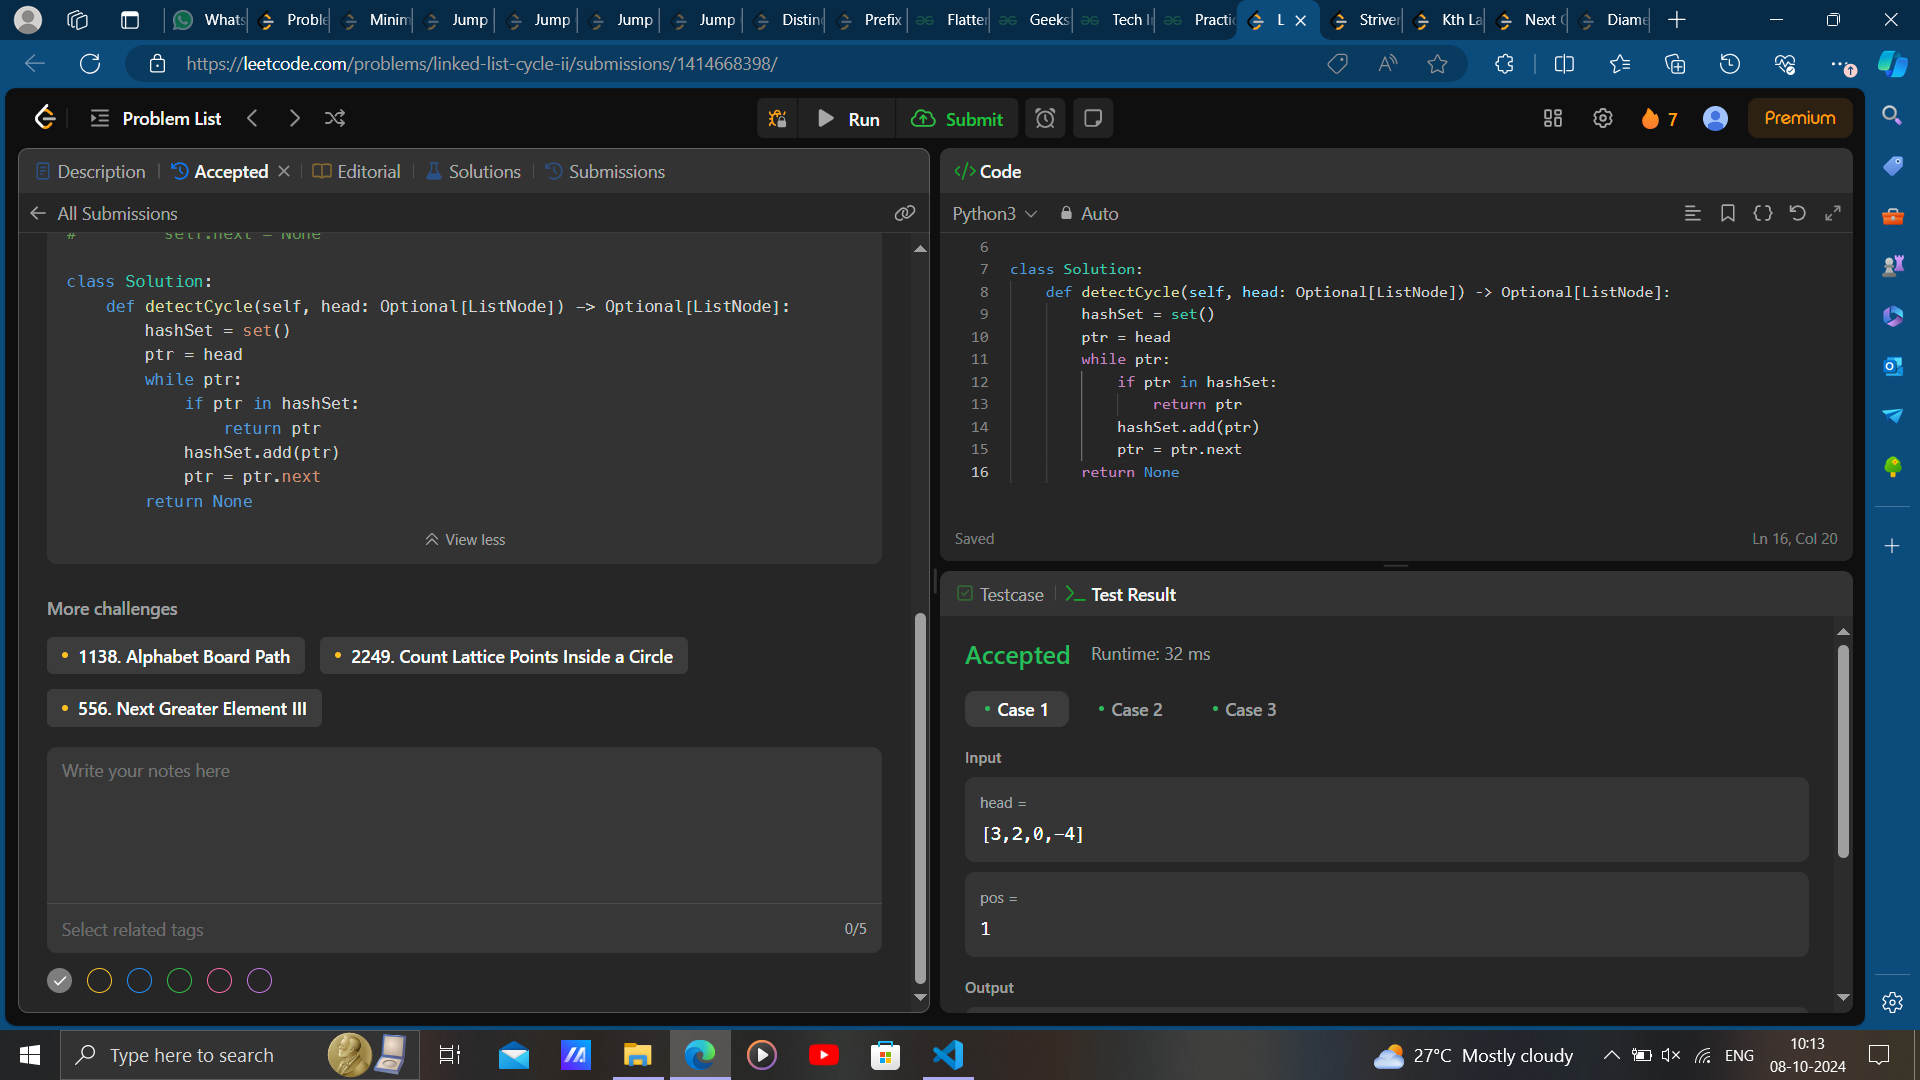 Whats
Proble
Minim
Jump
Jump
Jump
Jump
Distin
Prefix
Flatter
Geeks
Tech I
Practi
L
Striver
Kth La
Next
Diame
https://leetcode.com/problems/linked-list-cycle-ii/submissions/1414668398/
Problem List
Run
Submit
7
Premium
Description
Accepted
Editorial
Solutions
Submissions
All Submissions
# self.next = None
class Solution:
def detectCycle(self, head: Optional[ListNode]) -> Optional[ListNode]:
hashSet = set()
ptr = head
while ptr:
if ptr in hashSet:
return ptr
hashSet.add(ptr)
ptr = ptr.next
return None
View less
More challenges
1138. Alphabet Board Path
2249. Count Lattice Points Inside a Circle
556. Next Greater Element III
Write your notes here
Select related tags
0/5
</> Code
Python3
Auto
6
7 class Solution:
8 def detectCycle(self, head: Optional[ListNode]) -> Optional[ListNode]:
9 hashSet = set()
10 ptr = head
11 while ptr:
12 if ptr in hashSet:
13 return ptr
14 hashSet.add(ptr)
15 ptr = ptr.next
16 return None
Saved
Ln 16, Col 20
Testcase
Test Result
Accepted
Runtime: 32 ms
Case 1
Case 2
Case 3
Input
head =
[3,2,0,-4]
pos =
1
Output
Type here to search
27°C Mostly cloudy
ENG
10:13
08-10-2024